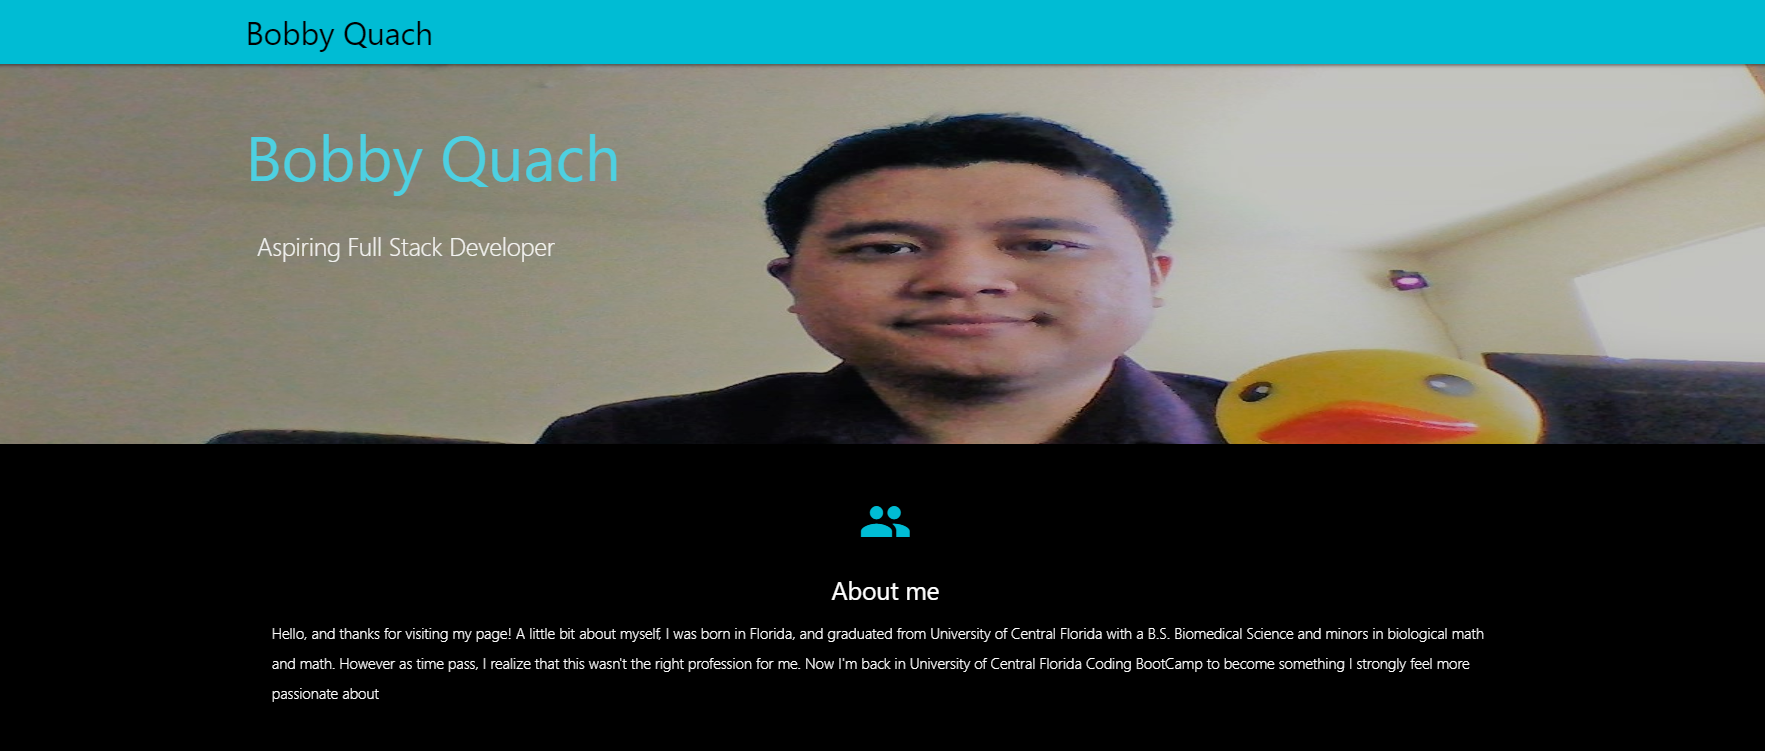 Bobby Quach
Bobby Quach
Aspiring Full Stack Developer
About me
Hello, and thanks for visiting my page! A little bit about myself, I was born in Florida, and graduated from University of Central Florida with a B.S. Biomedical Science and minors in biological math
and math. However as time pass, I realize that this wasn't the right profession for me. Now I'm back in University of Central Florida Coding BootCamp to become something I strongly feel more
passionate about